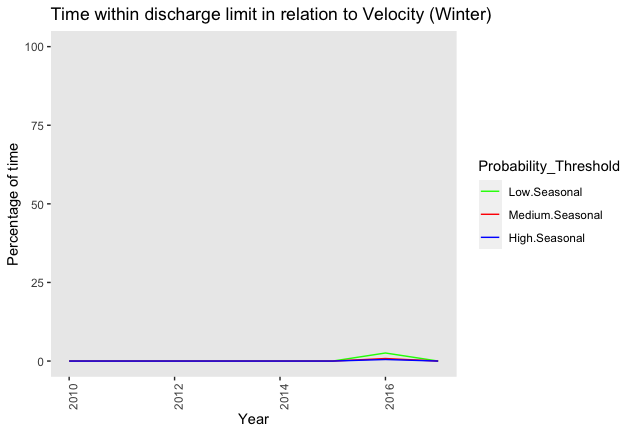 Time within discharge limit in relation to Velocity (Winter)
100
75
50
25
0
Percentage of time
2010
2012
2014
2016
Year
Probability_Threshold
Low.Seasonal
Medium.Seasonal
High.Seasonal